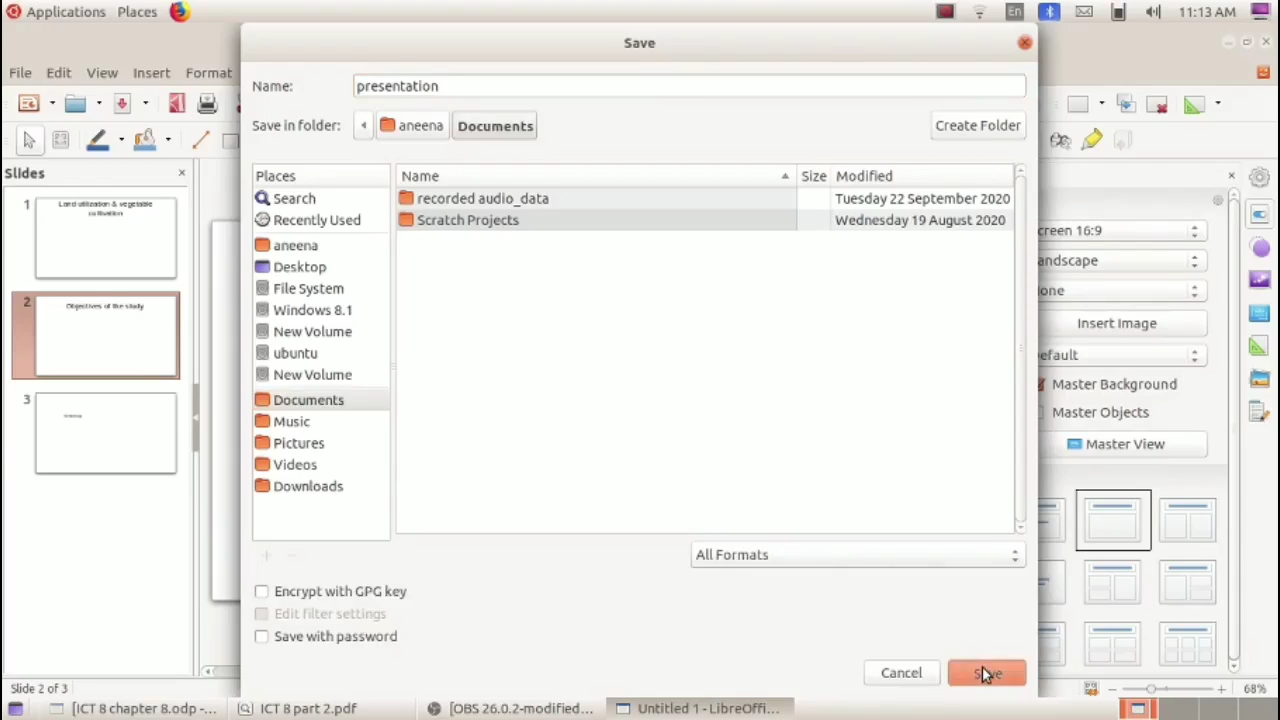 Applications Places En 11:13 AM
Save
File Edit View Insert Format
Name: presentation
Save in folder: aneena Documents Create Folder
Slides
Places
Search
Recently Used
aneena
Desktop
File System
Windows 8.1
New Volume
ubuntu
New Volume
Documents
Music
Pictures
Videos
Downloads
Name Size Modified
recorded audio_data Tuesday 22 September 2020
Scratch Projects Wednesday 19 August 2020
All Formats
Encrypt with GPG key
Edit filter settings
Save with password
Cancel Save
1
Land utilization & vegetable
cultivation
2
Objectives of the study
3
creen 16:9
andscape
one
Insert Image
efault
Master Background
Master Objects
Master View
Slide 2 of 3 68%
[ICT 8 chapter 8.odp -... ICT 8 part 2.pdf [OBS 26.0.2-modified... Untitled 1 - LibreOffi...